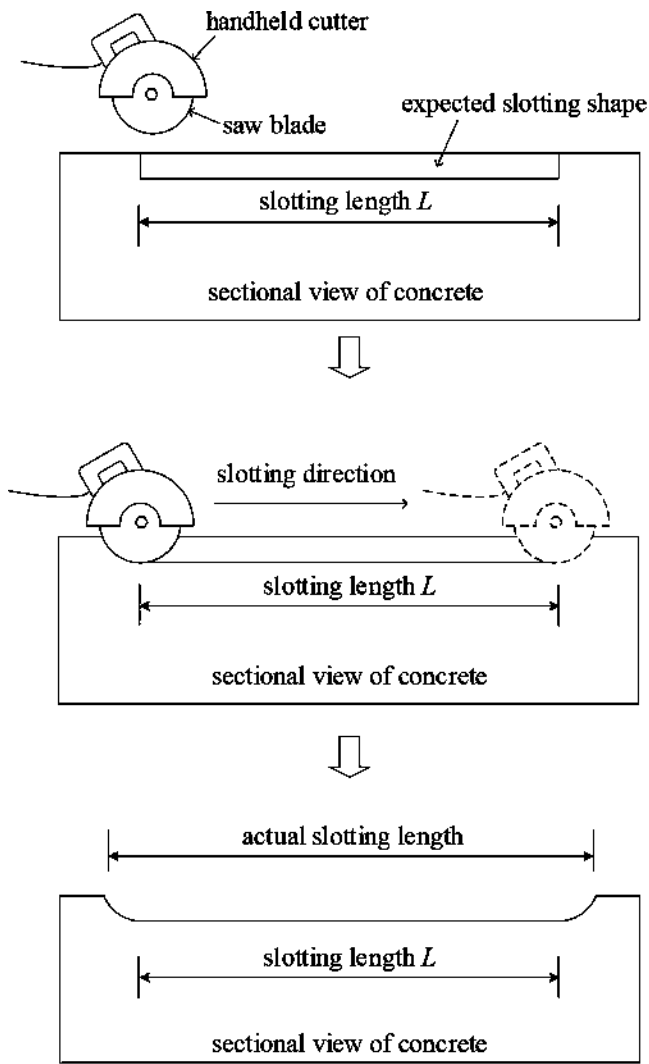 handheld cutter
saw blade
expected slotting shape
slotting length L
sectional view of concrete
slotting direction
slotting length L
sectional view of concrete
actual slotting length
slotting length L
sectional view of concrete